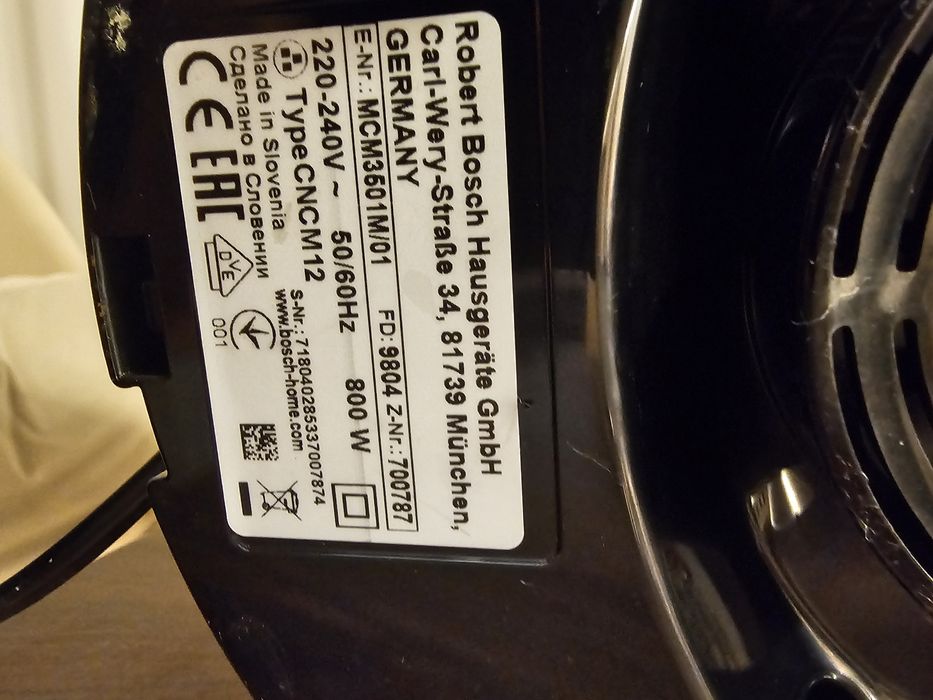 Robert Bosch Hausgeräte GmbH
Carl-Wery-Straße 34, 81739 München,
GERMANY
E-Nr.: MCM3501M/01 FD: 9804 Z-Nr.: 700787
220-240V ~ 50/60Hz 800 W
Type CNCM12
S-Nr.: 718040285337007874
www.bosch-home.com
Made in Slovenia
Сделано в Словении
CE EAC DVE 001